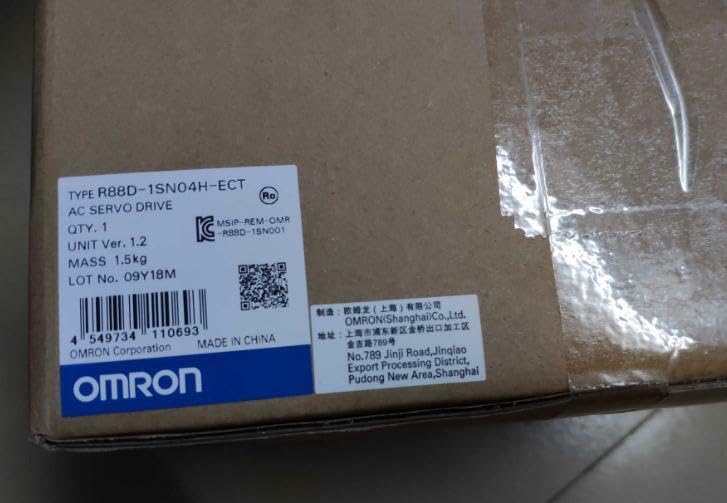 TYPE R88D-1SN04H-ECT
Ro
AC SERVO DRIVE
QTY. 1
MSIP-REM-OMR
-R88D-1SN001
UNIT Ver. 1.2
MASS 1.5kg
LOT No. 09Y18M
4 549734 110693
OMRON Corporation MADE IN CHINA
OMRON
制造：欧姆龙（上海）有限公司
OMRON(Shanghai)Co.,Ltd.
地址：上海市浦东新区金桥出口加工区
金吉路789号
No.789 Jinji Road,Jinqiao
Export Processing District,
Pudong New Area,Shanghai